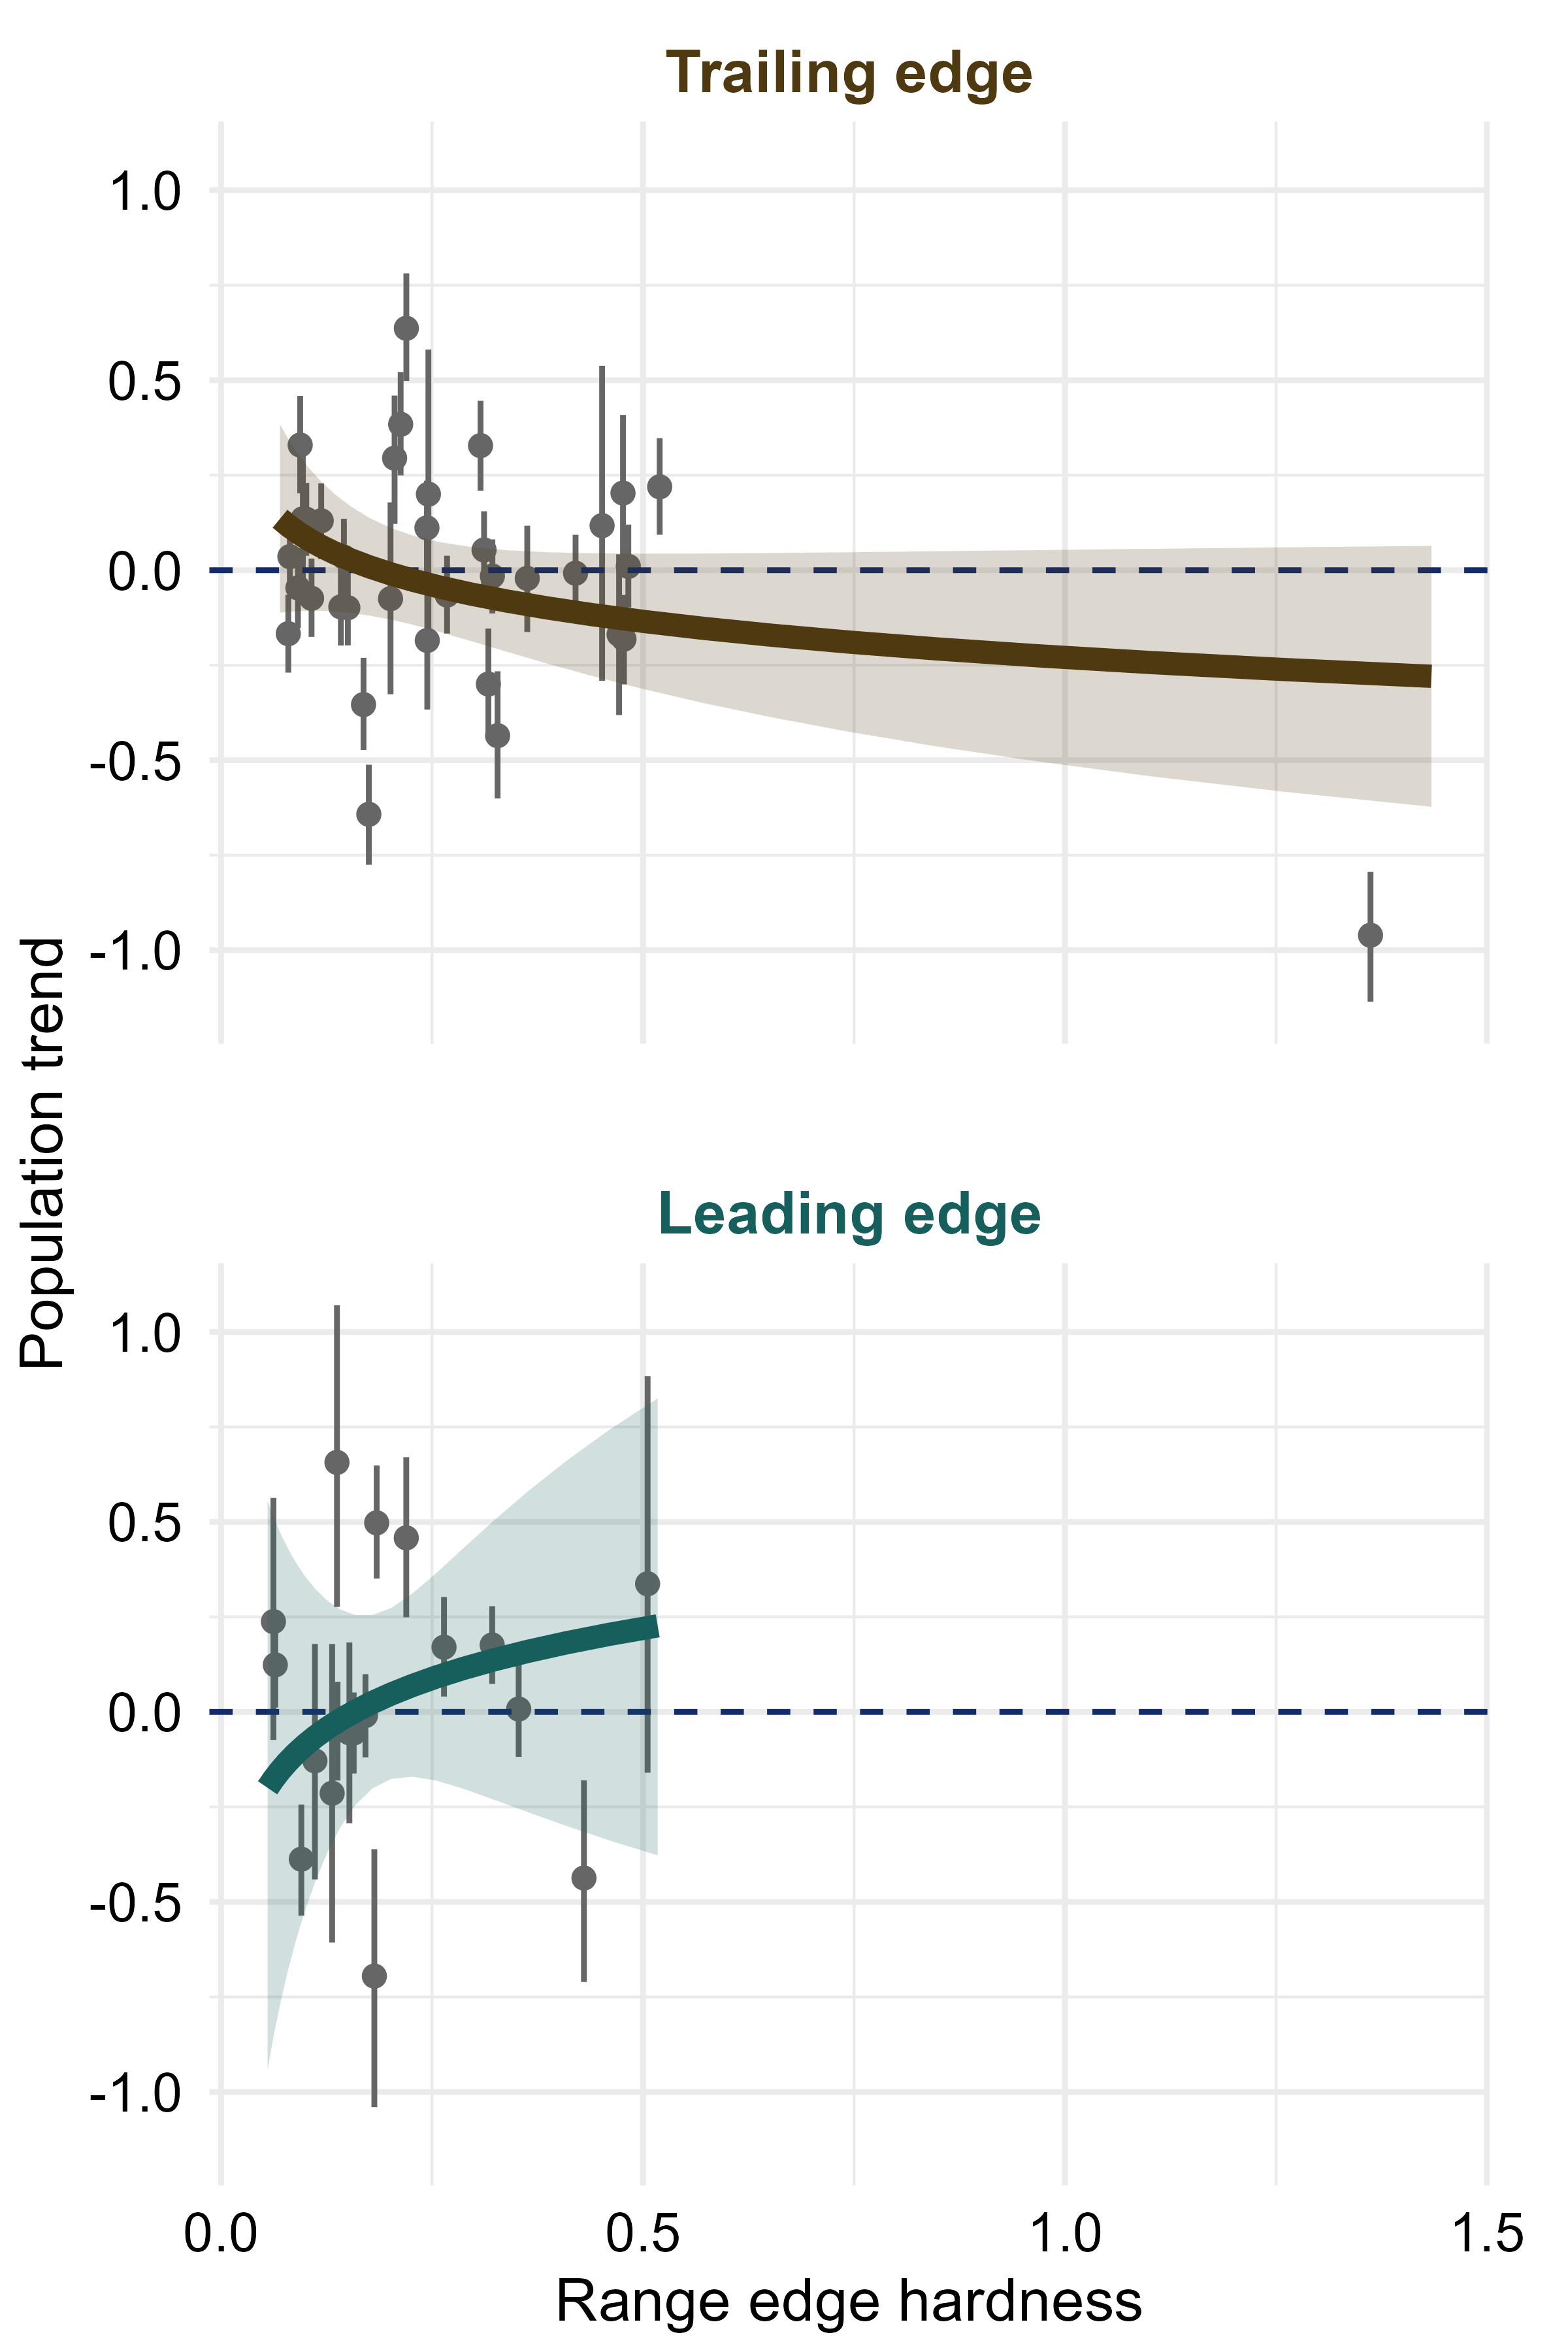 Trailing edge
1.0
0.5
0.0
-0.5
-1.0
Population trend
Leading edge
1.0
0.5
0.0
-0.5
-1.0
0.0 0.5 1.0 1.5
Range edge hardness